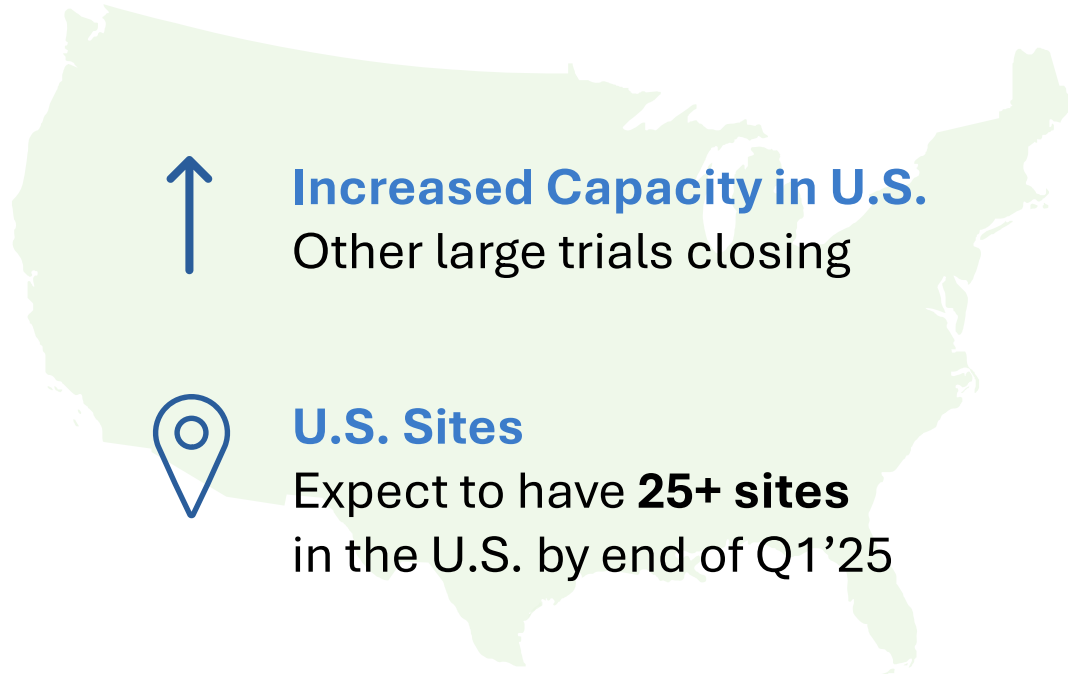 Increased Capacity in U.S.
Other large trials closing
U.S. Sites
Expect to have 25+ sites
in the U.S. by end of Q1’25